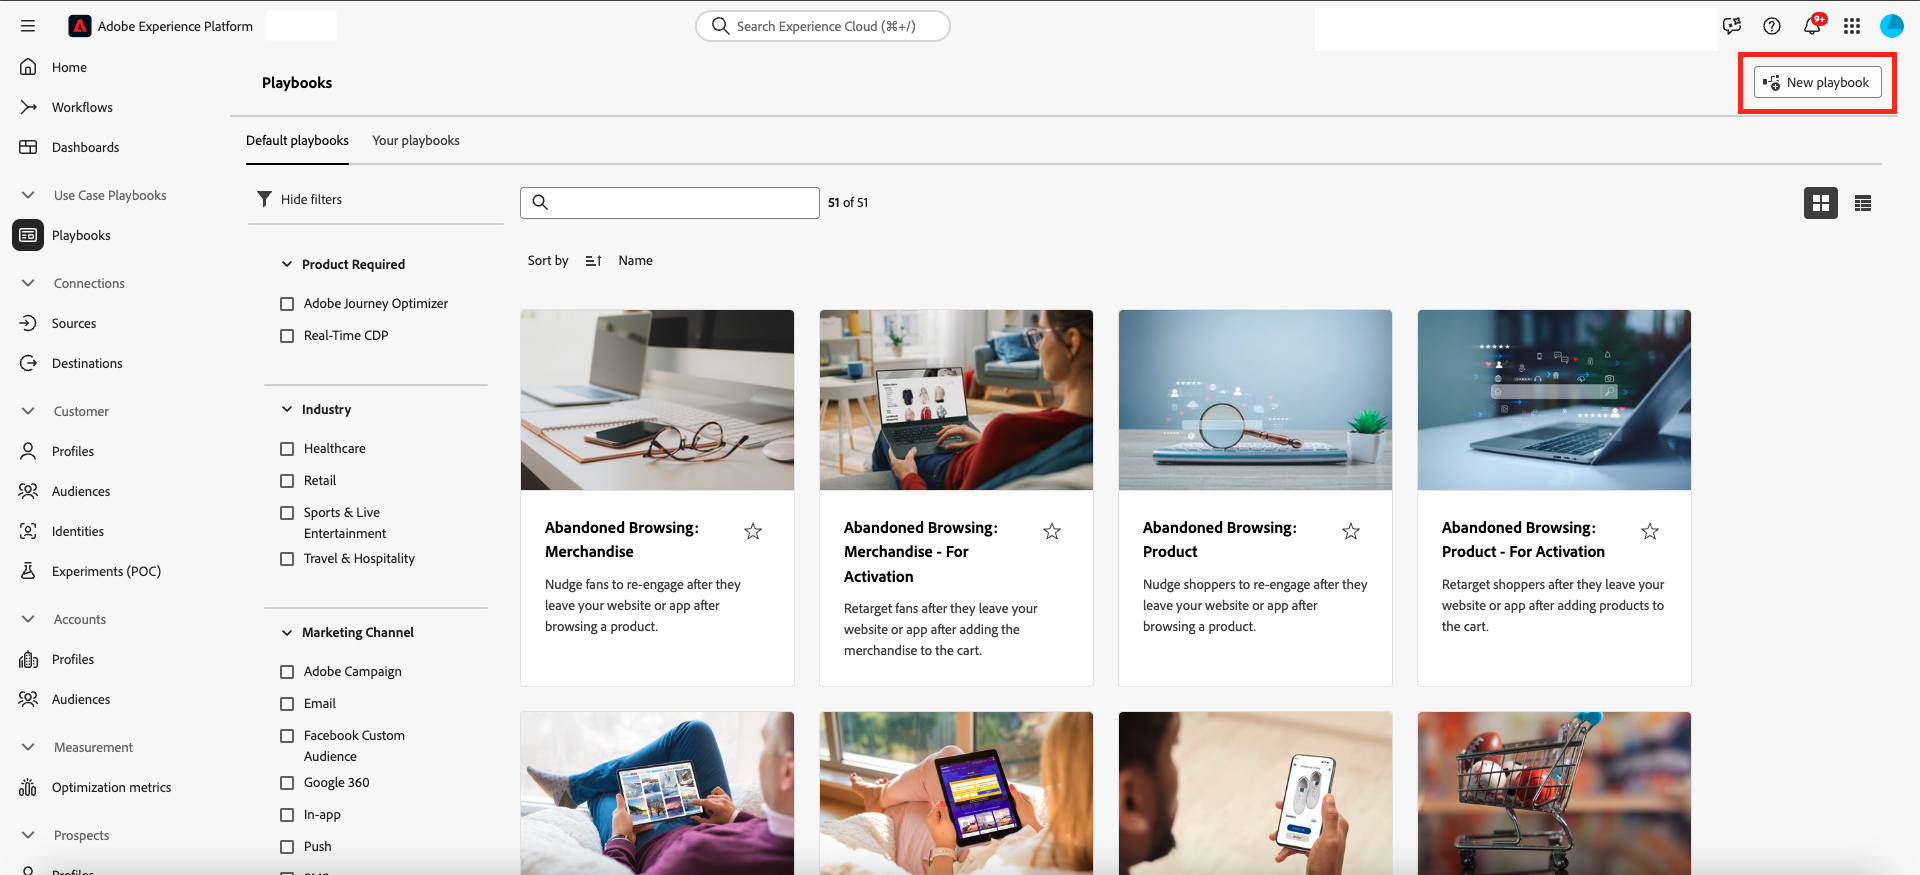 Adobe Experience Platform
Search Experience Cloud (⌘+/)
9+
Home
Workflows
Dashboards
Use Case Playbooks
Playbooks
Connections
Sources
Destinations
Customer
Profiles
Audiences
Identities
Experiments (POC)
Accounts
Profiles
Audiences
Measurement
Optimization metrics
Prospects
Profiles
Playbooks
New playbook
Default playbooks
Your playbooks
Hide filters
51 of 51
Product Required
Adobe Journey Optimizer
Real-Time CDP
Industry
Healthcare
Retail
Sports & Live
Entertainment
Travel & Hospitality
Marketing Channel
Adobe Campaign
Email
Facebook Custom
Audience
Google 360
In-app
Push
Sort by
Name
Abandoned Browsing:
Merchandise
Nudge fans to re-engage after they
leave your website or app after
browsing a product.
Abandoned Browsing:
Merchandise - For
Activation
Retarget fans after they leave your
website or app after adding the
merchandise to the cart.
Abandoned Browsing:
Product
Nudge shoppers to re-engage after they
leave your website or app after
browsing a product.
Abandoned Browsing:
Product - For Activation
Retarget shoppers after they leave your
website or app after adding products to
the cart.